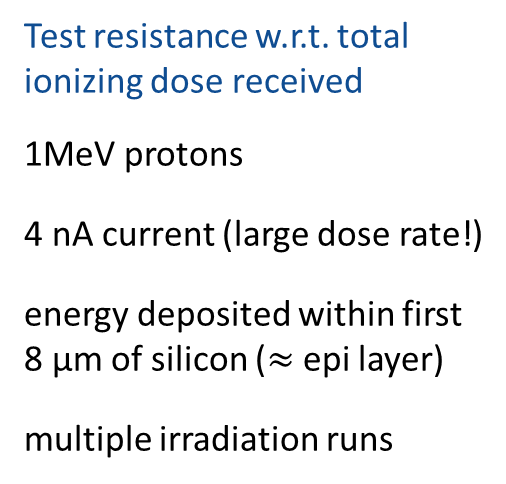 Test resistance w.r.t. total
ionizing dose received
1MeV protons
4 nA current (large dose rate!)
energy deposited within first
8 μm of silicon (≈ epi layer)
multiple irradiation runs